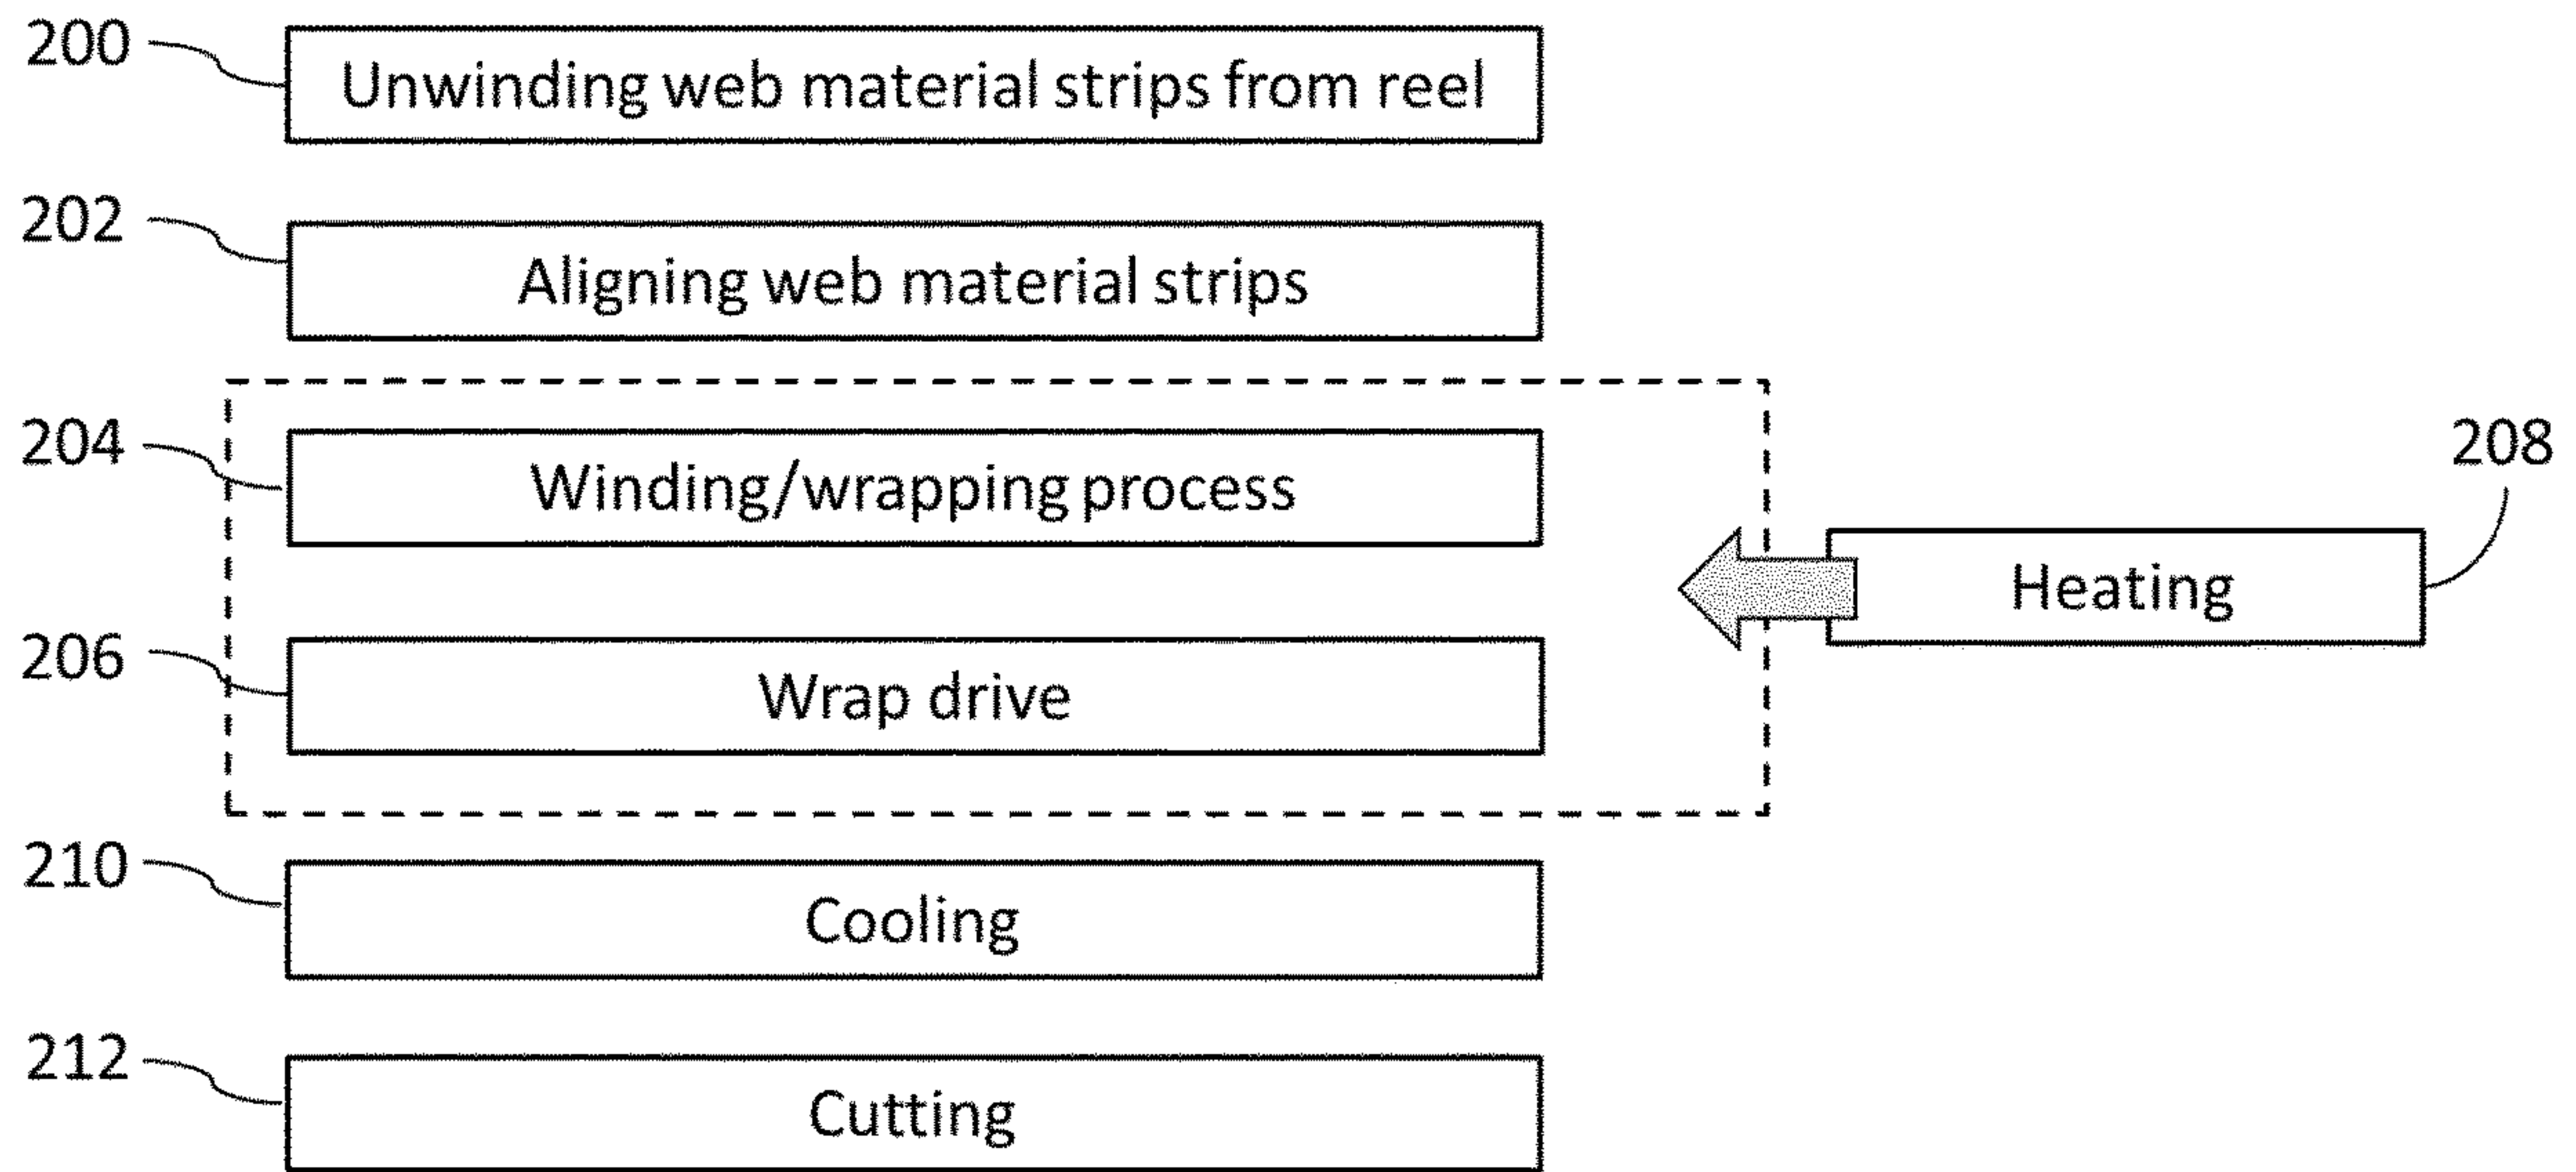 200
Unwinding web material strips from reel
202
Aligning web material strips
204
Winding/wrapping process
208
Heating
206
Wrap drive
210
Cooling
212
Cutting